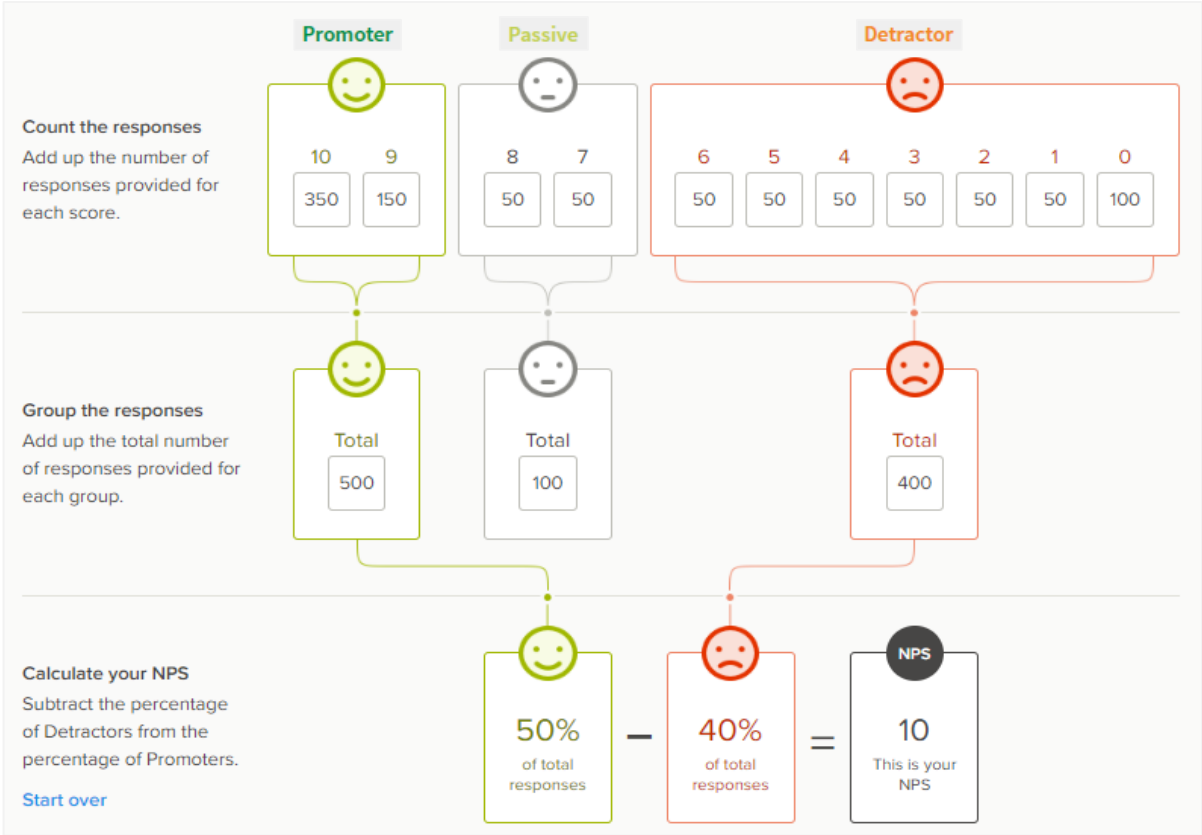 Promoter
Passive
Detractor
Count the responses
Add up the number of
responses provided for
each score.
10 9
350 150
8 7
50 50
6 5 4 3 2 1 0
50 50 50 50 50 50 100
Group the responses
Add up the total number
of responses provided for
each group.
Total
500
Total
100
Total
400
Calculate your NPS
Subtract the percentage
of Detractors from the
percentage of Promoters.
Start over
50%
of total
responses
–
40%
of total
responses
=
NPS
10
This is your
NPS